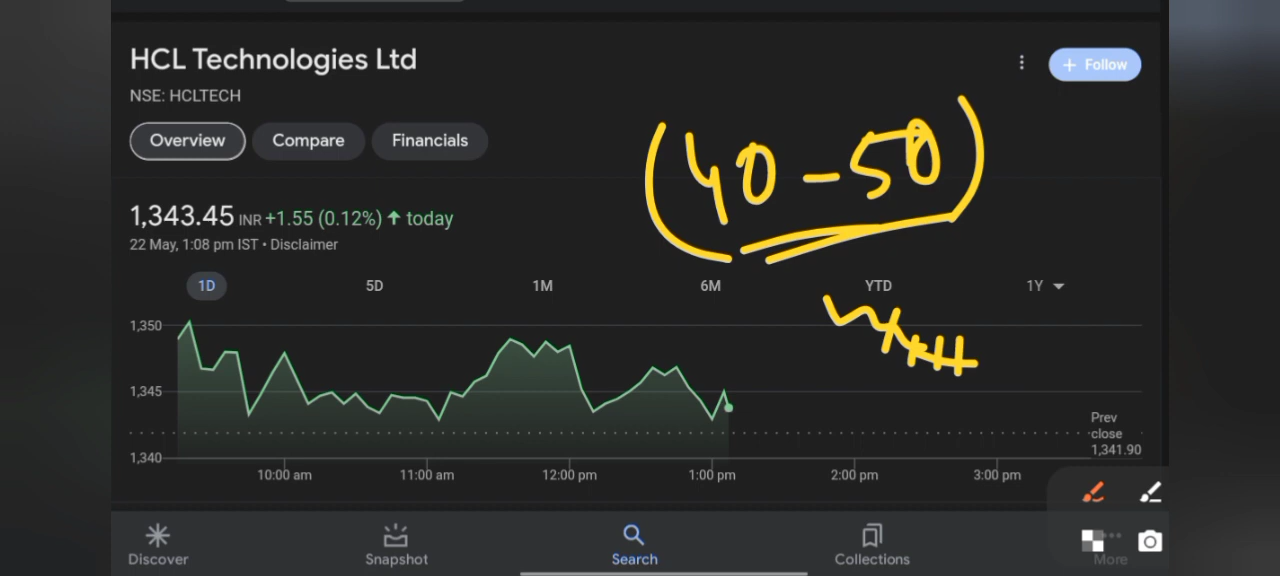 HCL Technologies Ltd
+ Follow
NSE: HCLTECH
Overview Compare Financials
(40-50)
1,343.45 INR +1.55 (0.12%) ↑ today
22 May, 1:08 pm IST • Disclaimer
1D 5D 1M 6M YTD 1Y
1,350
1,345
Prev
close
1,341.90
1,340
10:00 am 11:00 am 12:00 pm 1:00 pm 2:00 pm 3:00 pm
Discover Snapshot Search Collections More